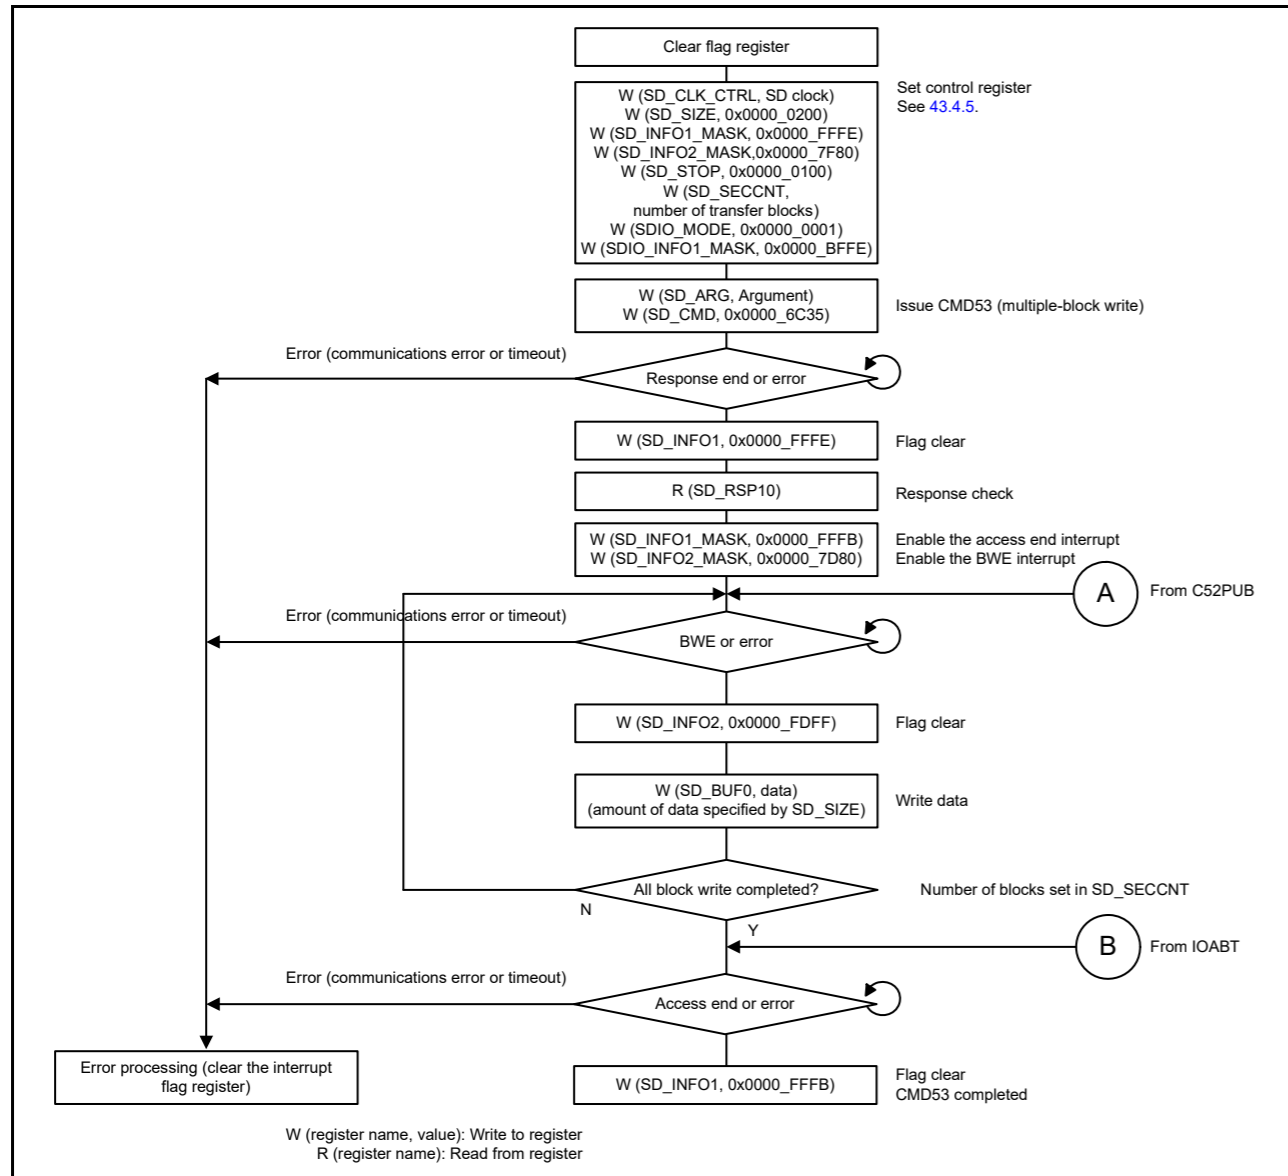 Clear flag register
W (SD_CLK_CTRL, SD clock)
W (SD_SIZE, 0x0000_0200)
W (SD_INFO1_MASK, 0x0000_FFFE)
W (SD_INFO2_MASK,0x0000_7F80)
W (SD_STOP, 0x0000_0100)
W (SD_SECCNT,
number of transfer blocks)
W (SDIO_MODE, 0x0000_0001)
W (SDIO_INFO1_MASK, 0x0000_BFFE)
Set control register
See 43.4.5.
W (SD_ARG, Argument)
W (SD_CMD, 0x0000_6C35)
Issue CMD53 (multiple-block write)
Error (communications error or timeout)
Response end or error
W (SD_INFO1, 0x0000_FFFE)
Flag clear
R (SD_RSP10)
Response check
W (SD_INFO1_MASK, 0x0000_FFFB)
W (SD_INFO2_MASK, 0x0000_7D80)
Enable the access end interrupt
Enable the BWE interrupt
A
From C52PUB
Error (communications error or timeout)
BWE or error
W (SD_INFO2, 0x0000_FDFF)
Flag clear
W (SD_BUF0, data)
(amount of data specified by SD_SIZE)
Write data
All block write completed?
Number of blocks set in SD_SECCNT
N
Y
B
From IOABT
Error (communications error or timeout)
Access end or error
Error processing (clear the interrupt
flag register)
W (SD_INFO1, 0x0000_FFFB)
Flag clear
CMD53 completed
W (register name, value): Write to register
R (register name): Read from register